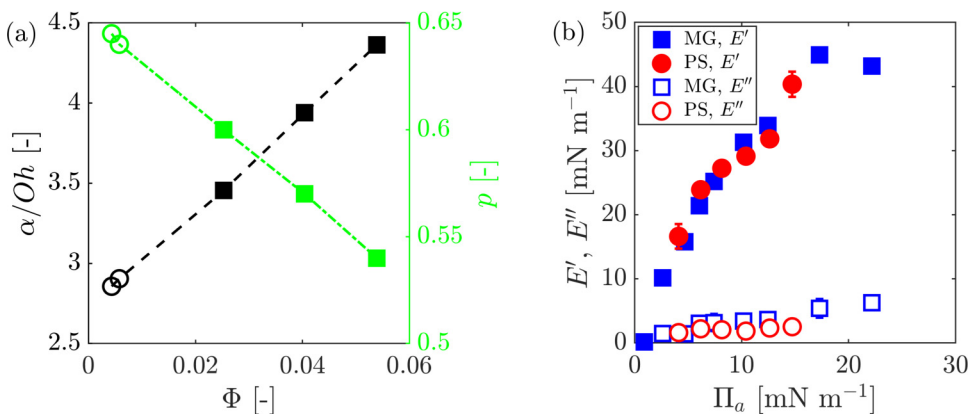 (a)
4.5
4
3.5
3
2.5
α/Oh [-]
0
0.02
0.04
0.06
Φ [-]
0.65
0.6
0.55
0.5
p [-]
(b)
50
40
30
20
10
0
E′, E″ [mN m⁻¹]
MG, E′
PS, E′
MG, E″
PS, E″
0
10
20
30
Πₐ [mN m⁻¹]